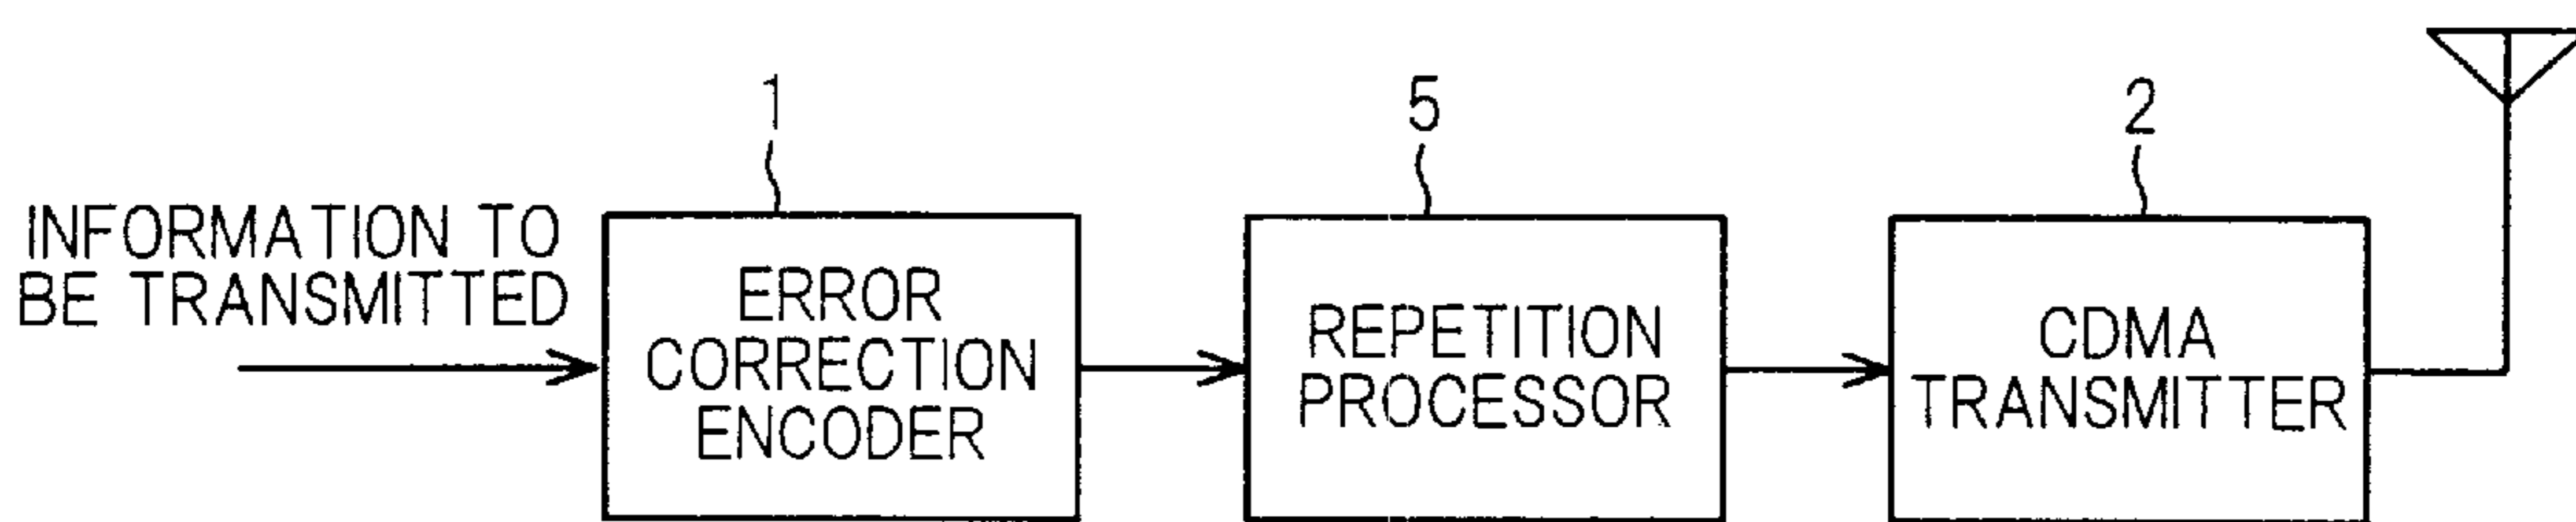 1
5
2
INFORMATION TO
BE TRANSMITTED
ERROR
CORRECTION
ENCODER
REPETITION
PROCESSOR
CDMA
TRANSMITTER